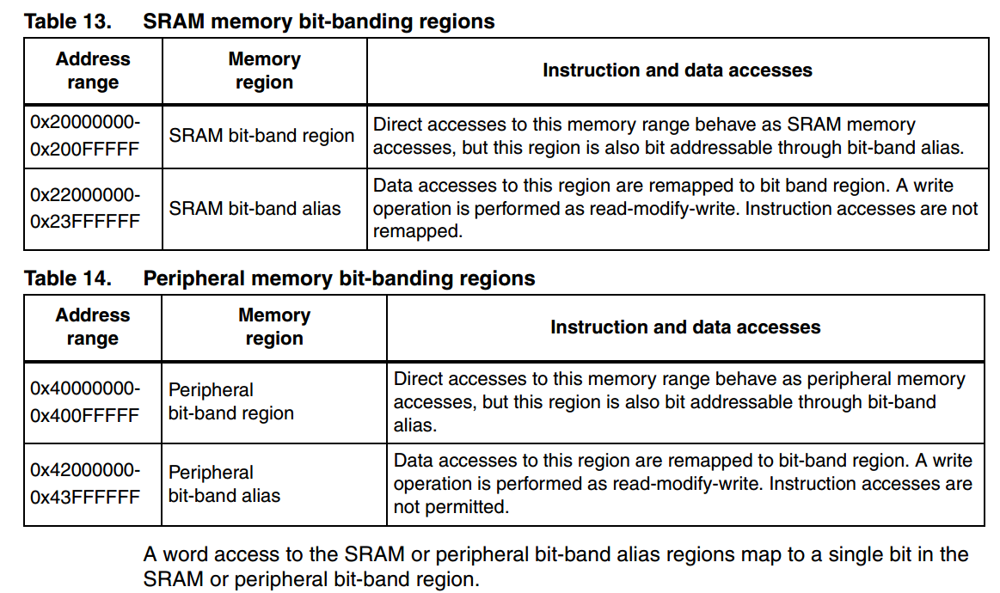 Table 13. SRAM memory bit-banding regions
Address range
Memory region
Instruction and data accesses
0x20000000-
0x200FFFFF
SRAM bit-band region
Direct accesses to this memory range behave as SRAM memory
accesses, but this region is also bit addressable through bit-band alias.
0x22000000-
0x23FFFFFF
SRAM bit-band alias
Data accesses to this region are remapped to bit band region. A write
operation is performed as read-modify-write. Instruction accesses are not
remapped.
Table 14. Peripheral memory bit-banding regions
Address
range
Memory
region
Instruction and data accesses
0x40000000-
0x400FFFFF
Peripheral
bit-band region
Direct accesses to this memory range behave as peripheral memory
accesses, but this region is also bit addressable through bit-band
alias.
0x42000000-
0x43FFFFFF
Peripheral
bit-band alias
Data accesses to this region are remapped to bit-band region. A write
operation is performed as read-modify-write. Instruction accesses are
not permitted.
A word access to the SRAM or peripheral bit-band alias regions map to a single bit in the
SRAM or peripheral bit-band region.